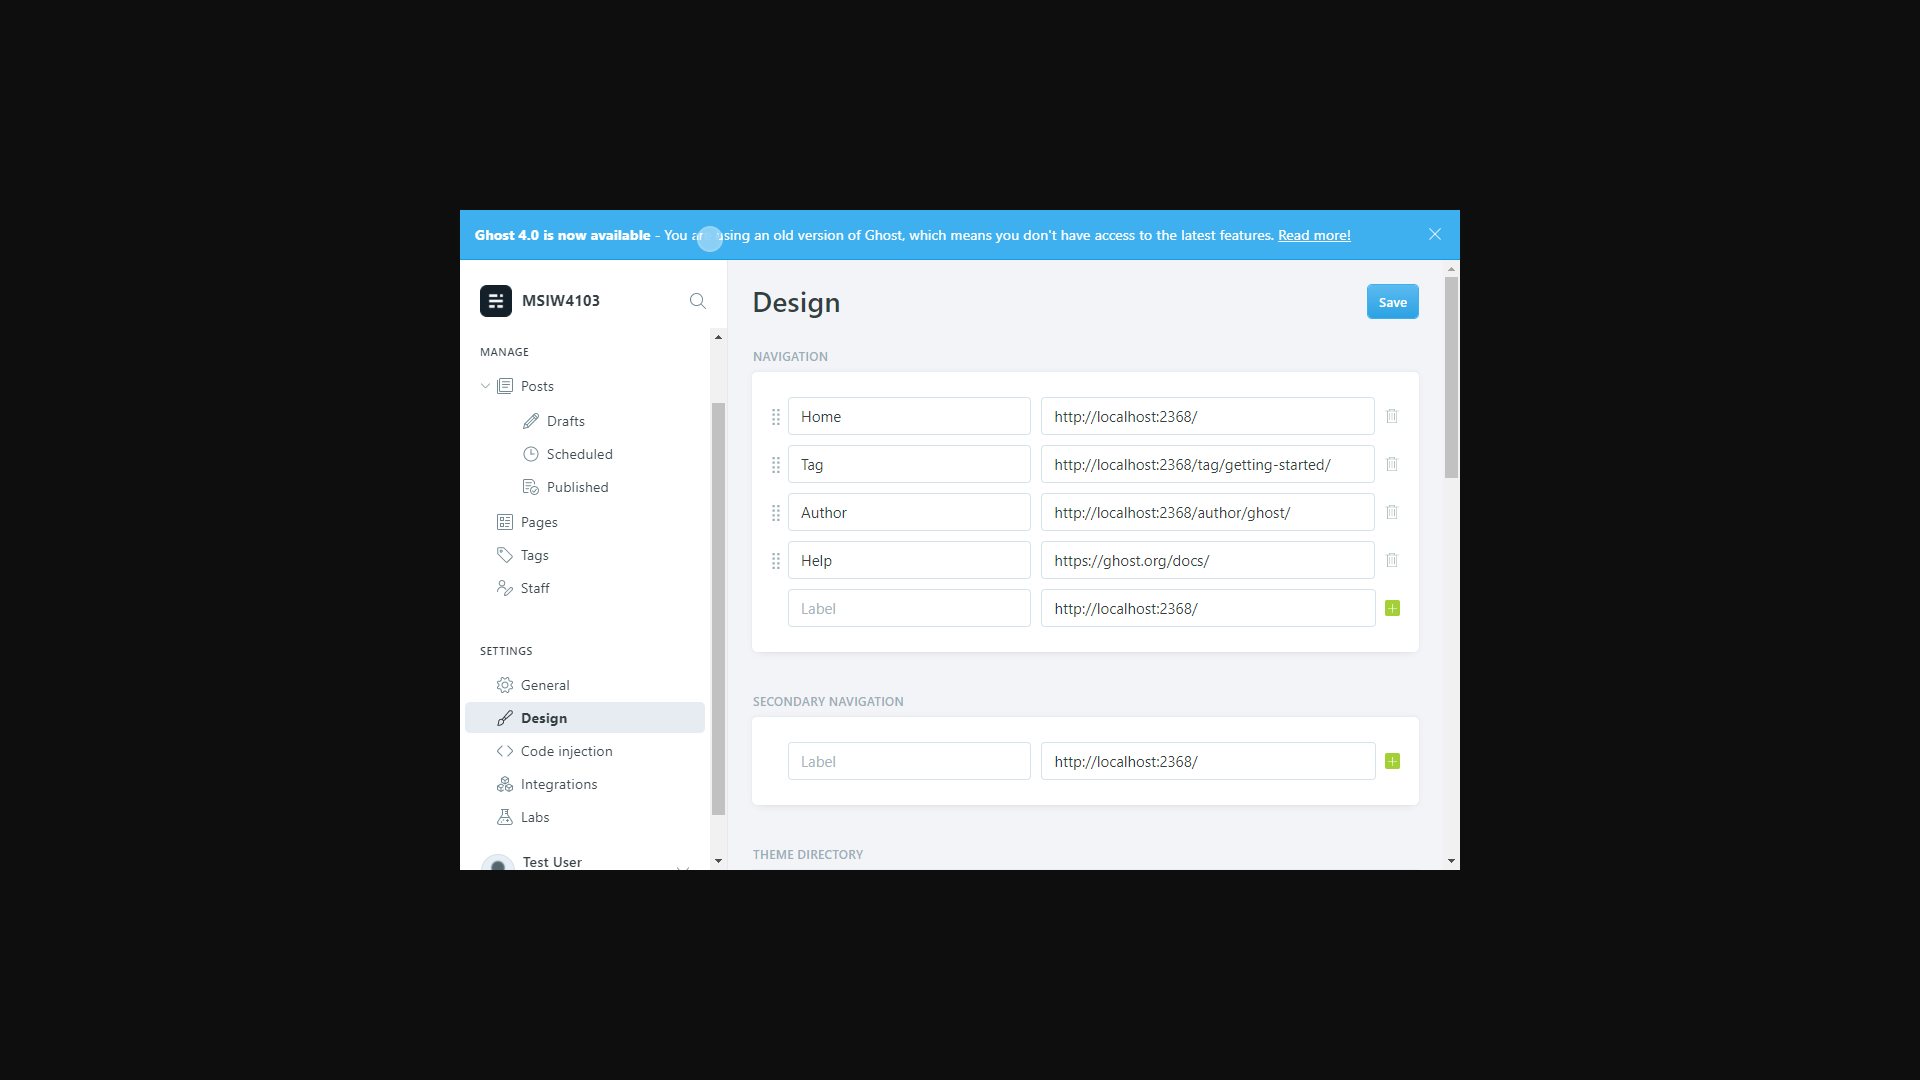 Ghost 4.0 is now available - You are using an old version of Ghost, which means you don't have access to the latest features. Read more!
MSIW4103
MANAGE
Posts
Drafts
Scheduled
Published
Pages
Tags
Staff
SETTINGS
General
Design
Code injection
Integrations
Labs
Test User
Design
Save
NAVIGATION
Home http://localhost:2368/
Tag http://localhost:2368/tag/getting-started/
Author http://localhost:2368/author/ghost/
Help https://ghost.org/docs/
Label http://localhost:2368/
SECONDARY NAVIGATION
Label http://localhost:2368/
THEME DIRECTORY